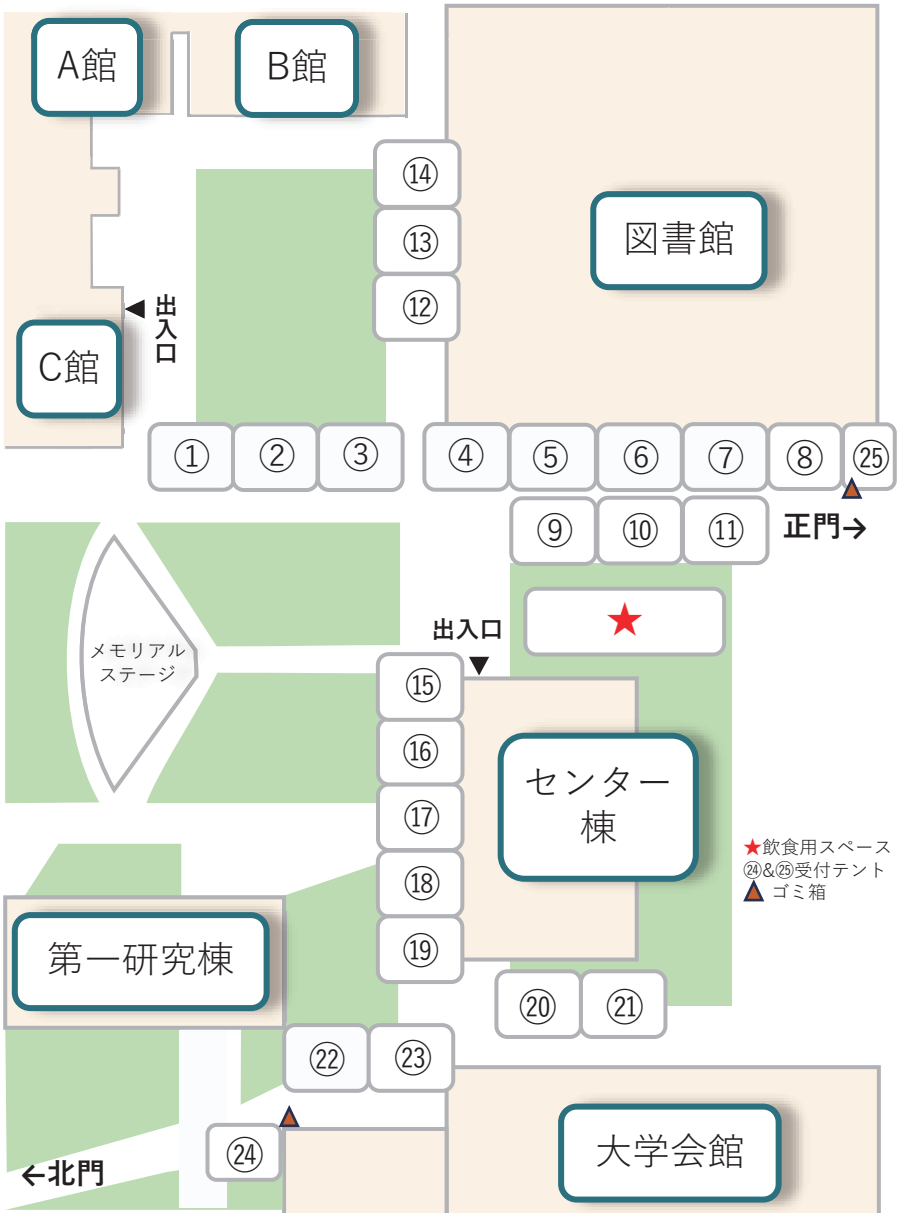 A館
B館
⑭
図書館
⑬
⑫
出入口
C館
①
②
③
④
⑤
⑥
⑦
⑧
㉕
⑨
⑩
⑪
正門→
★
出入口
メモリアル
ステージ
⑮
⑯
センター
棟
⑰
★飲食用スペース
㉔&㉕受付テント
ゴミ箱
⑱
第一研究棟
⑲
⑳
㉑
㉒
㉓
大学会館
㉔
←北門